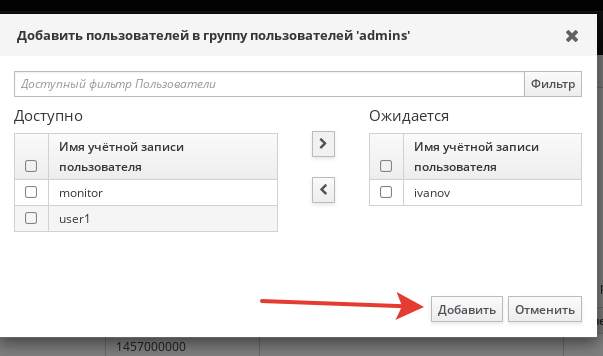 Добавить пользователей в группу пользователей 'admins'
Доступный фильтр Пользователи
Фильтр
Доступно
Ожидается
Имя учётной записи
пользователя
Имя учётной записи
пользователя
monitor
ivanov
user1
Добавить
Отменить
1457000000